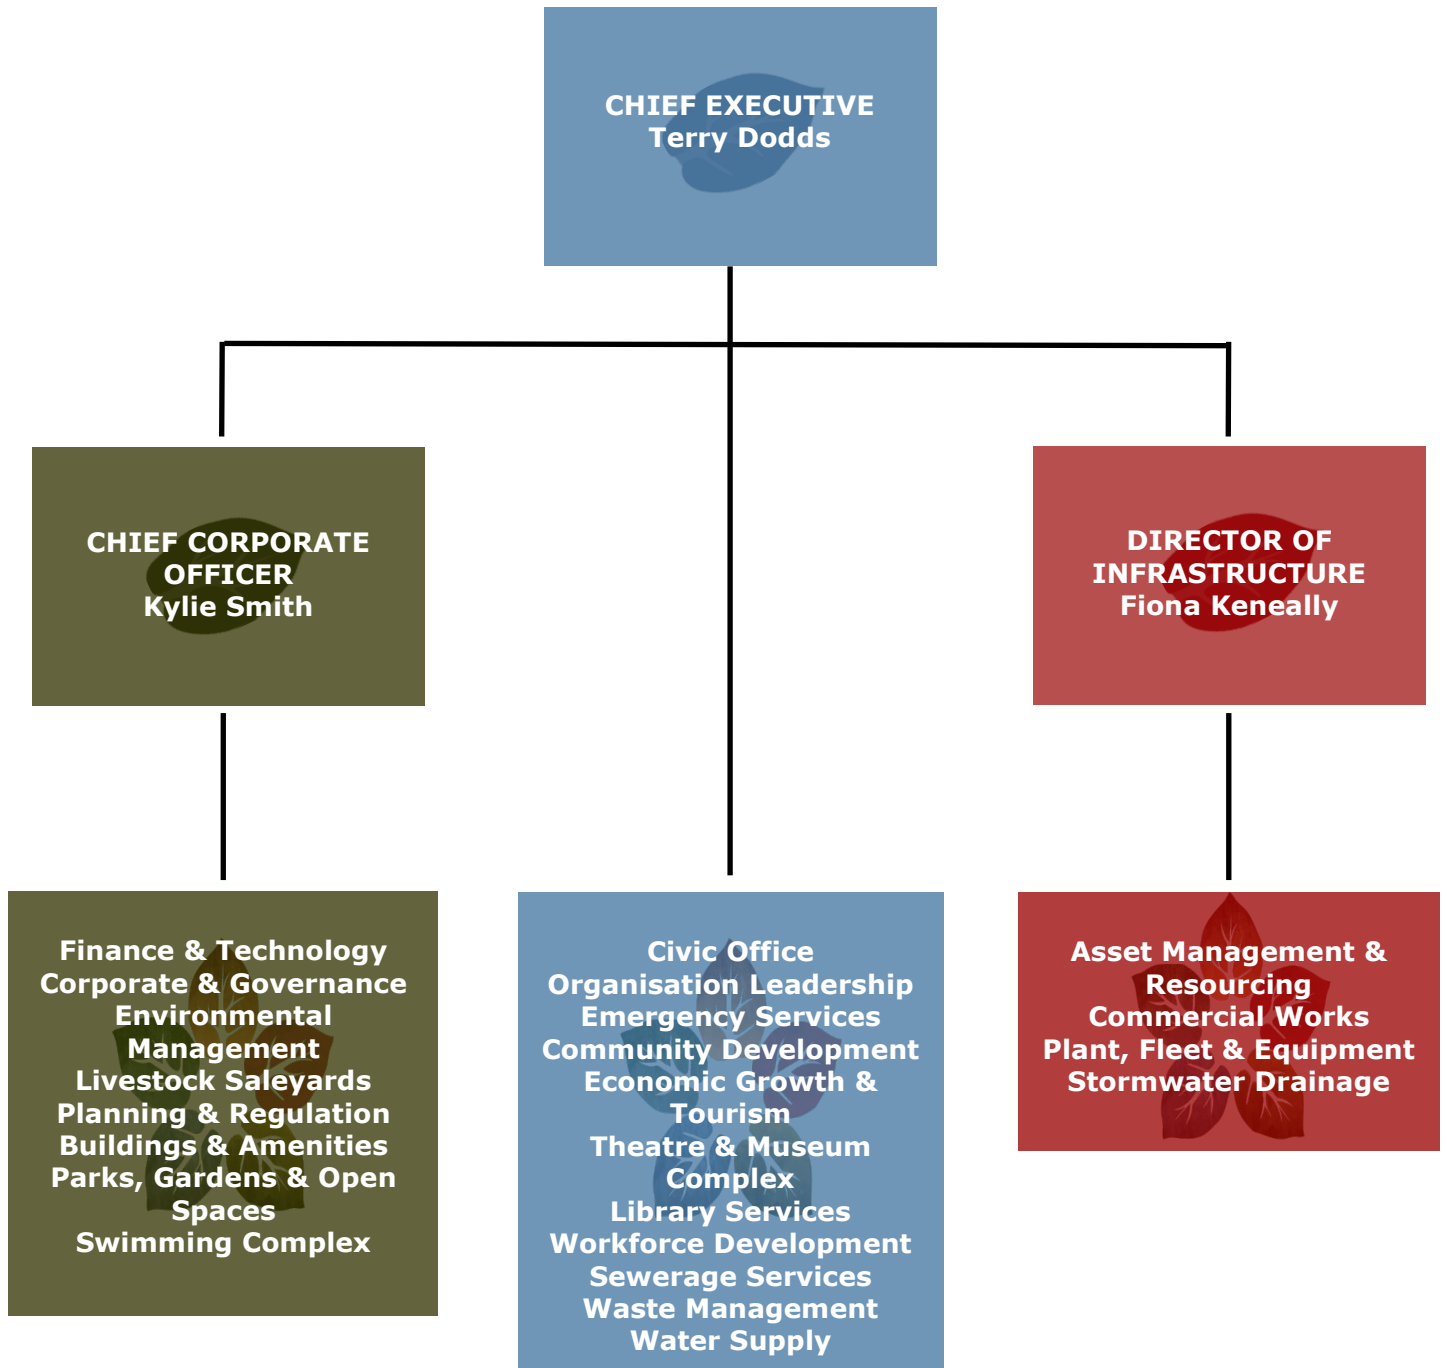 CHIEF EXECUTIVE
Terry Dodds
CHIEF CORPORATE
OFFICER
Kylie Smith
DIRECTOR OF
INFRASTRUCTURE
Fiona Keneally
Finance & Technology
Corporate & Governance
Environmental
Management
Livestock Saleyards
Planning & Regulation
Buildings & Amenities
Parks, Gardens & Open
Spaces
Swimming Complex
Civic Office
Organisation Leadership
Emergency Services
Community Development
Economic Growth &
Tourism
Theatre & Museum
Complex
Library Services
Workforce Development
Sewerage Services
Waste Management
Water Supply
Asset Management &
Resourcing
Commercial Works
Plant, Fleet & Equipment
Stormwater Drainage